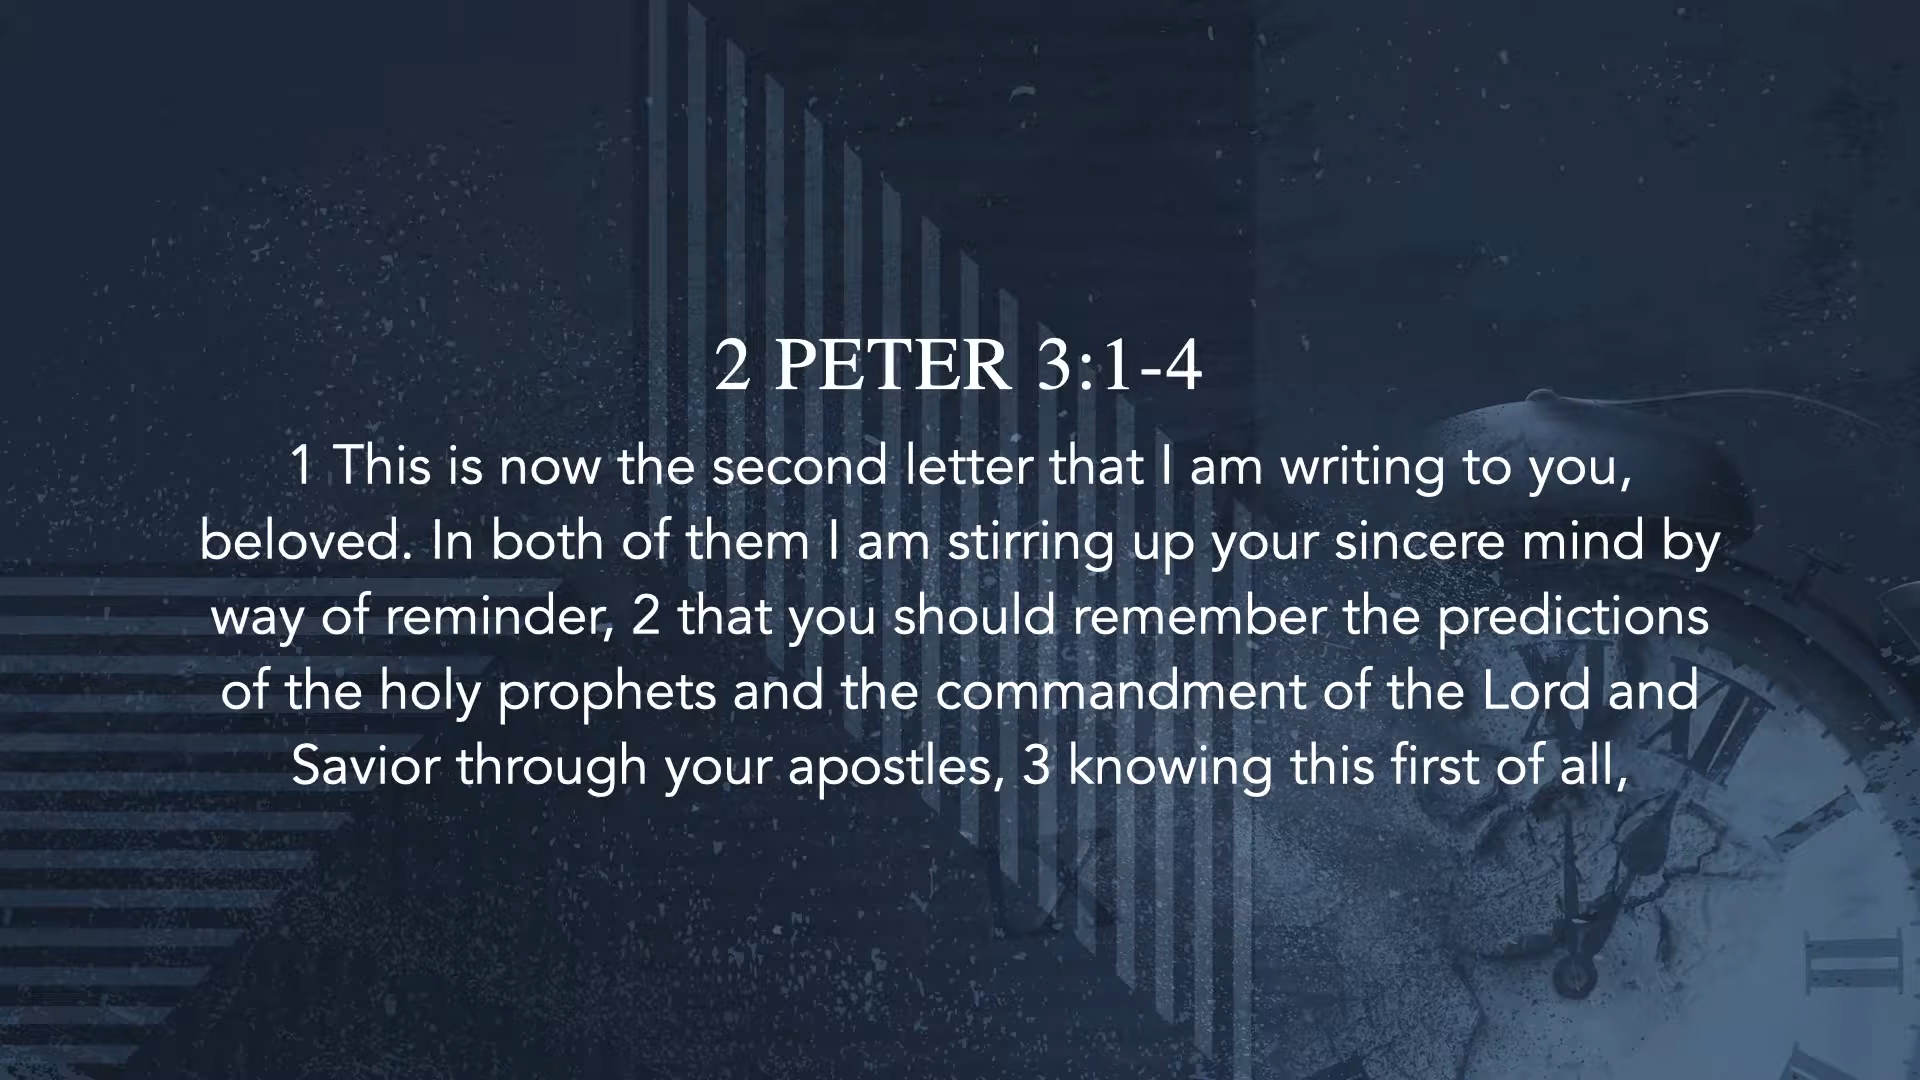 2 PETER 3:1-4
1 This is now the second letter that I am writing to you,
beloved. In both of them I am stirring up your sincere mind by
way of reminder, 2 that you should remember the predictions
of the holy prophets and the commandment of the Lord and
Savior through your apostles, 3 knowing this first of all,